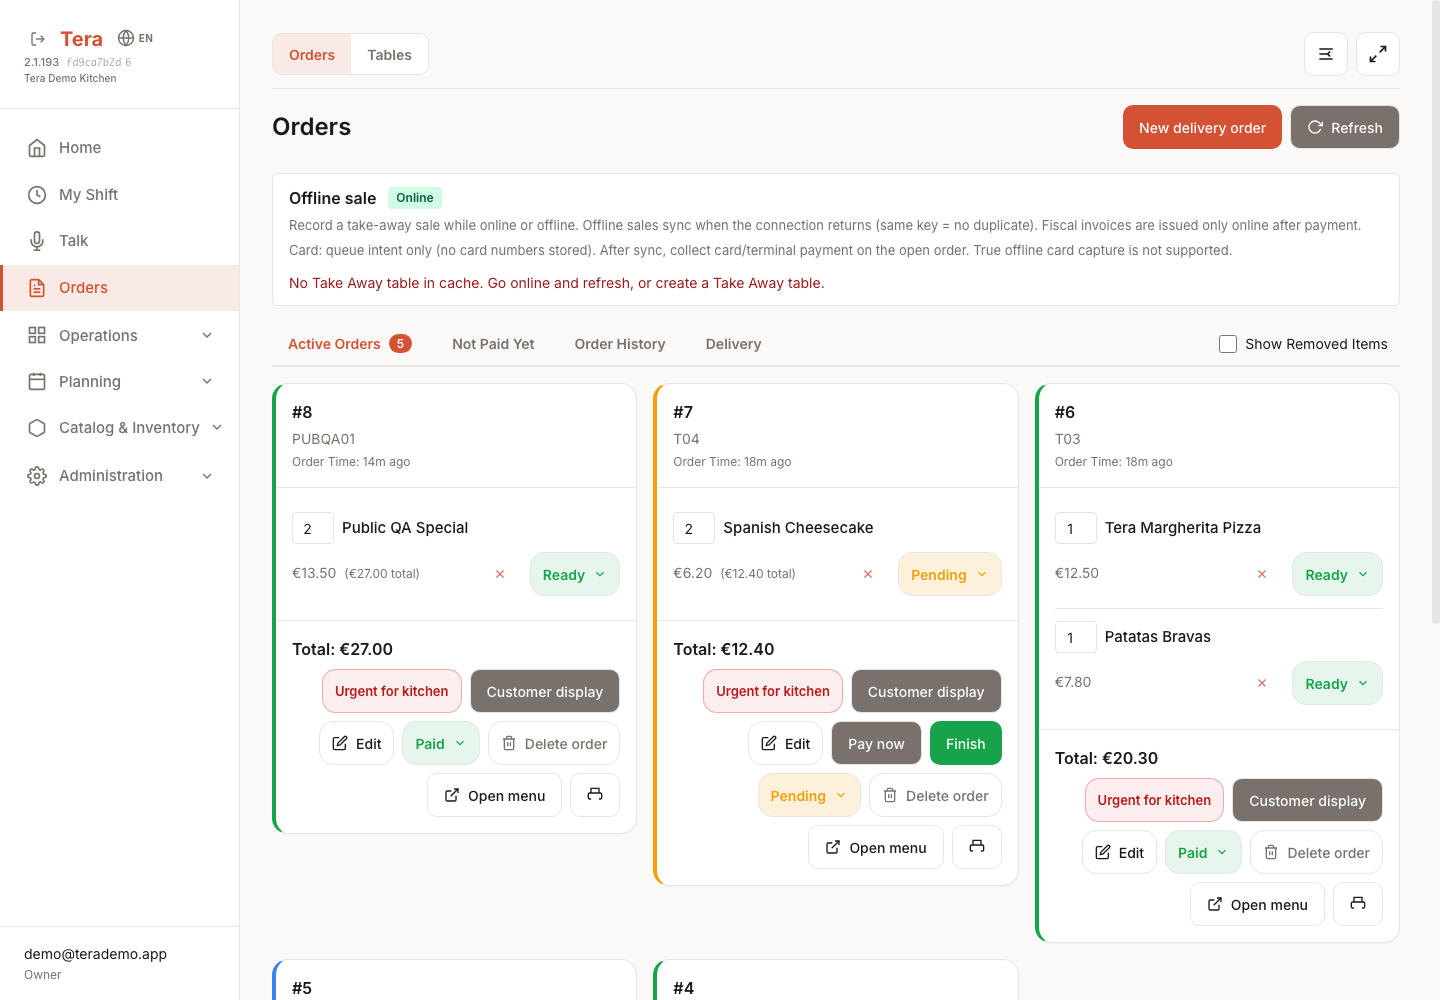 Tera EN
2.1.193 fd9ca7b2d 6
Tera Demo Kitchen
Home
My Shift
Talk
Orders
Operations
Planning
Catalog & Inventory
Administration
demo@terademo.app
Owner
Orders Tables
Orders
New delivery order Refresh
Offline sale Online
Record a take-away sale while online or offline. Offline sales sync when the connection returns (same key = no duplicate). Fiscal invoices are issued only online after payment.
Card: queue intent only (no card numbers stored). After sync, collect card/terminal payment on the open order. True offline card capture is not supported.
No Take Away table in cache. Go online and refresh, or create a Take Away table.
Active Orders 5 Not Paid Yet Order History Delivery Show Removed Items
#8
PUBQA01
Order Time: 14m ago
2 Public QA Special
€13.50 (€27.00 total) × Ready
Total: €27.00
Urgent for kitchen Customer display
Edit Paid Delete order
Open menu
#7
T04
Order Time: 18m ago
2 Spanish Cheesecake
€6.20 (€12.40 total) × Pending
Total: €12.40
Urgent for kitchen Customer display
Edit Pay now Finish
Pending Delete order
Open menu
#6
T03
Order Time: 18m ago
1 Tera Margherita Pizza
€12.50 × Ready
1 Patatas Bravas
€7.80 × Ready
Total: €20.30
Urgent for kitchen Customer display
Edit Paid Delete order
Open menu
#5
#4